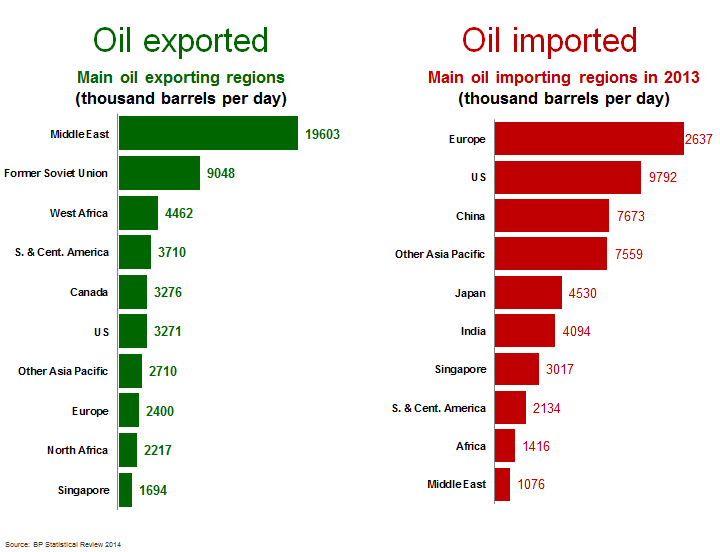 Oil exported
Main oil exporting regions
(thousand barrels per day)
Middle East 19603
Former Soviet Union 9048
West Africa 4462
S. & Cent. America 3710
Canada 3276
US 3271
Other Asia Pacific 2710
Europe 2400
North Africa 2217
Singapore 1694
Oil imported
Main oil importing regions in 2013
(thousand barrels per day)
Europe 2637
US 9792
China 7673
Other Asia Pacific 7559
Japan 4530
India 4094
Singapore 3017
S. & Cent. America 2134
Africa 1416
Middle East 1076
Source: BP Statistical Review 2014